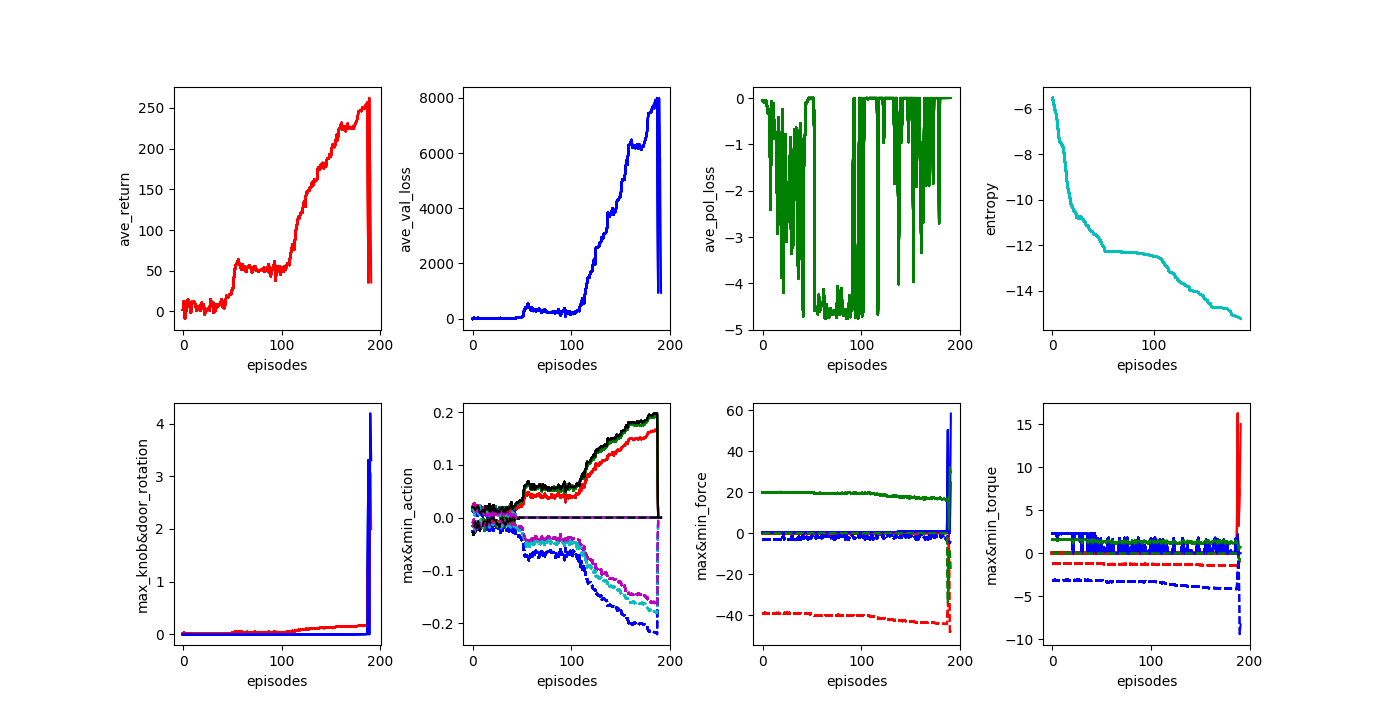 ave_return
250
200
150
100
50
0
0 100 200
episodes
ave_val_loss
8000
6000
4000
2000
0
0 100 200
episodes
ave_pol_loss
0
−1
−2
−3
−4
−5
0 100 200
episodes
entropy
−6
−8
−10
−12
−14
0 100
episodes
max_knob&door_rotation
4
3
2
1
0
0 100 200
episodes
max&min_action
0.2
0.1
0.0
−0.1
−0.2
0 100 200
episodes
max&min_force
60
40
20
0
−20
−40
0 100 200
episodes
max&min_torque
15
10
5
0
−5
−10
0 100 200
episodes